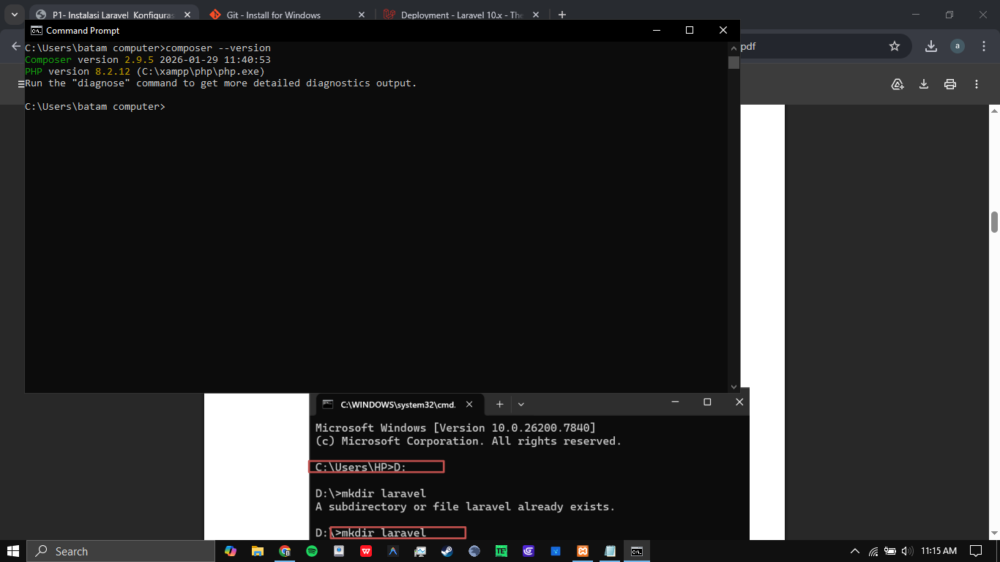 P1- Instalasi Laravel Konfiguras
Git - Install for Windows
Deployment - Laravel 10.x - The
Command Prompt
pdf
a
C:\Users\batam computer>composer --version
Composer version 2.9.5 2026-01-29 11:40:53
PHP version 8.2.12 (C:\xampp\php\php.exe)
Run the "diagnose" command to get more detailed diagnostics output.
C:\Users\batam computer>
C:\WINDOWS\system32\cmd.
Microsoft Windows [Version 10.0.26200.7840]
(c) Microsoft Corporation. All rights reserved.
C:\Users\HP>D:
D:\>mkdir laravel
A subdirectory or file laravel already exists.
D:\>mkdir laravel
Search
11:15 AM